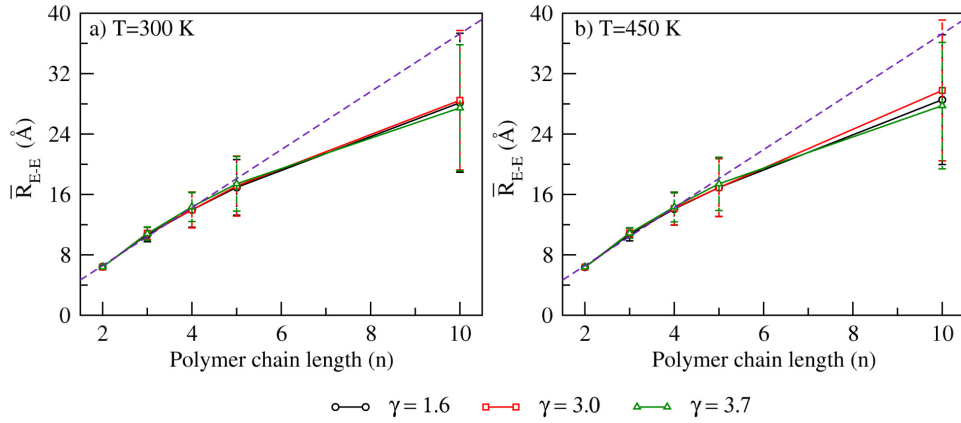 a) T=300 K
40
32
24
16
8
0
R̅E-E (Å)
2
4
6
8
10
Polymer chain length (n)
b) T=450 K
40
32
24
16
8
0
R̅E-E (Å)
2
4
6
8
10
Polymer chain length (n)
γ = 1.6
γ = 3.0
γ = 3.7